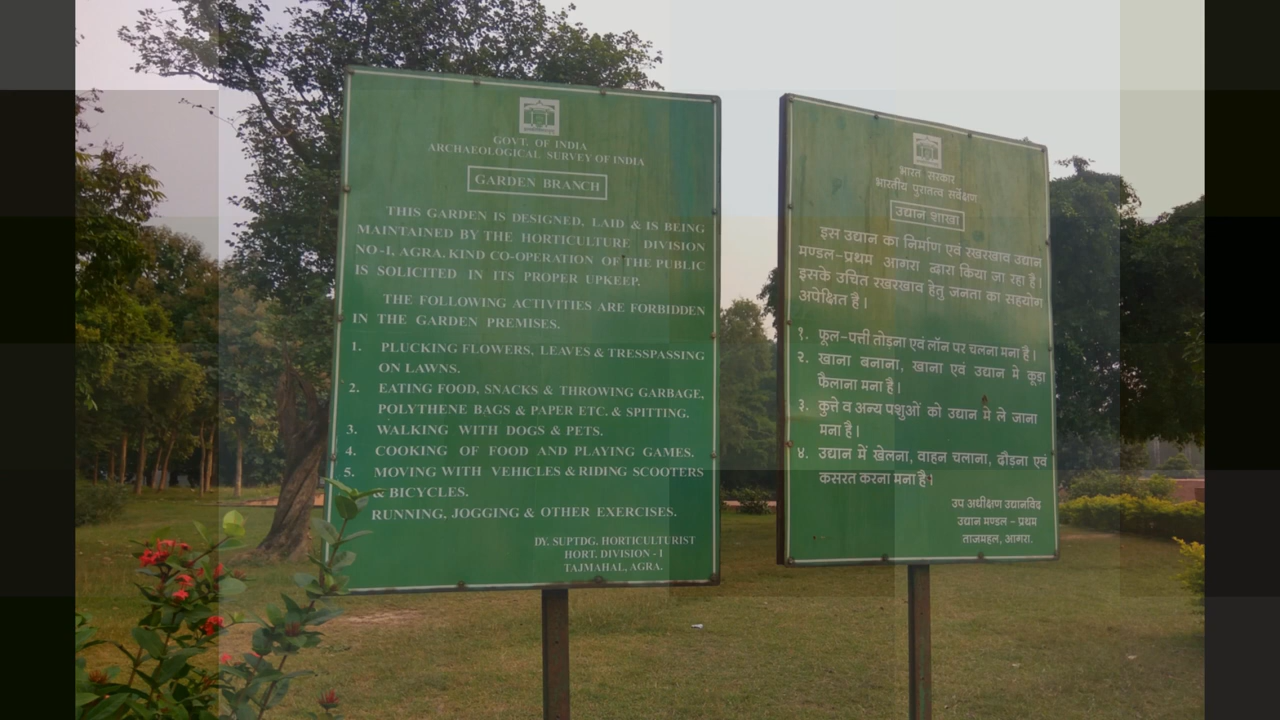 GOVT. OF INDIA
ARCHAEOLOGICAL SURVEY OF INDIA
GARDEN BRANCH
THIS GARDEN IS DESIGNED, LAID & IS BEING
MAINTAINED BY THE HORTICULTURE DIVISION
NO-I, AGRA. KIND CO-OPERATION OF THE PUBLIC
IS SOLICITED IN ITS PROPER UPKEEP.
THE FOLLOWING ACTIVITIES ARE FORBIDDEN
IN THE GARDEN PREMISES.
1. PLUCKING FLOWERS, LEAVES & TRESSPASSING
ON LAWNS.
2. EATING FOOD, SNACKS & THROWING GARBAGE,
POLYTHENE BAGS & PAPER ETC. & SPITTING.
3. WALKING WITH DOGS & PETS.
4. COOKING OF FOOD AND PLAYING GAMES.
5. MOVING WITH VEHICLES & RIDING SCOOTERS
& BICYCLES.
RUNNING, JOGGING & OTHER EXERCISES.
DY. SUPTDG. HORTICULTURIST
HORT. DIVISION - I
TAJMAHAL, AGRA.
भारत सरकार
भारतीय पुरातत्व सर्वेक्षण
उद्यान शाखा
इस उद्यान का निर्माण एवं रखरखाव उद्यान
मण्डल-प्रथम आगरा द्वारा किया जा रहा है।
इसके उचित रखरखाव हेतु जनता का सहयोग
अपेक्षित है।
१. फूल-पत्ती तोड़ना एवं लॉन पर चलना मना है।
२. खाना बनाना, खाना एवं उद्यान मे कूड़ा
फैलाना मना है।
३. कुत्ते व अन्य पशुओं को उद्यान मे ले जाना
मना है।
४. उद्यान में खेलना, वाहन चलाना, दौड़ना एवं
कसरत करना मना है।
उप अधीक्षण उद्यानविद
उद्यान मण्डल - प्रथम
ताजमहल, आगरा.